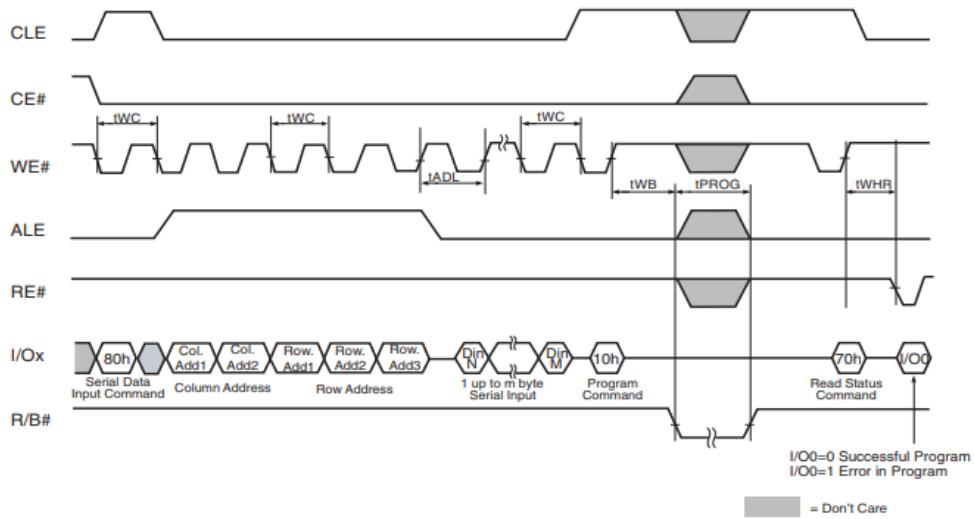 CLE
CE#
tWC
tWC
tWC
WE#
tADL
tWB
tPROG
tWHR
ALE
RE#
I/Ox
80h
Col.
Add1
Col.
Add2
Row.
Add1
Row.
Add2
Row.
Add3
Din
N
Din
M
10h
70h
I/O0
Serial Data
Input Command
Column Address
Row Address
1 up to m byte
Serial Input
Program
Command
Read Status
Command
R/B#
I/O0=0 Successful Program
I/O0=1 Error in Program
= Don't Care